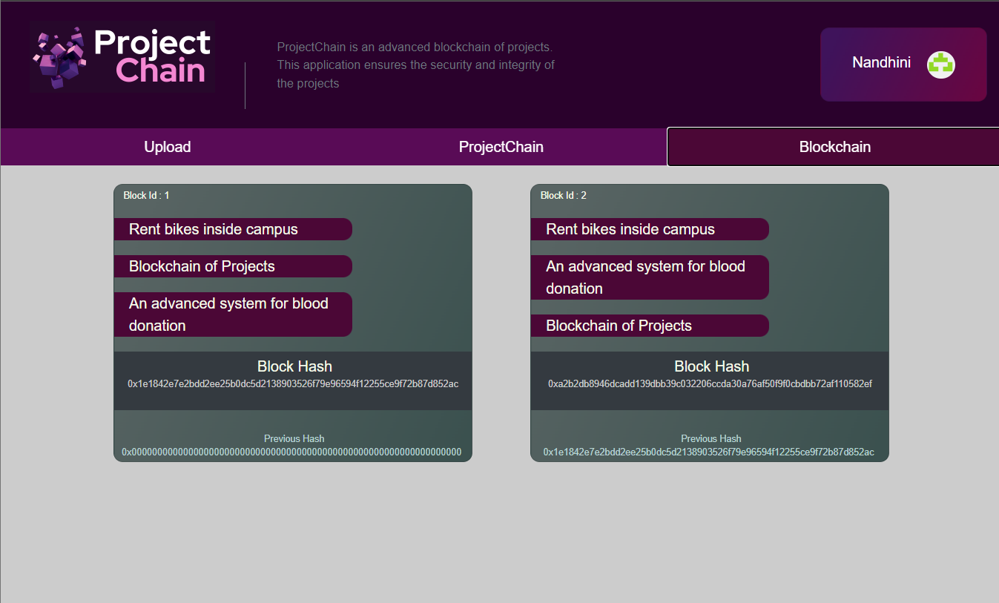 Project
Chain
ProjectChain is an advanced blockchain of projects.
This application ensures the security and integrity of
the projects
Nandhini
Upload
ProjectChain
Blockchain
Block Id : 1
Rent bikes inside campus
Blockchain of Projects
An advanced system for blood
donation
Block Hash
0x1e1842e7e2bdd2ee25b0dc5d2138903526f79e96594f12255ce9f72b87d852ac
Previous Hash
0x0000000000000000000000000000000000000000000000000000000000000000
Block Id : 2
Rent bikes inside campus
An advanced system for blood
donation
Blockchain of Projects
Block Hash
0xa2b2db8946dcadd139dbb39c032206ccda30a76af50f9f0cbdbb72af110582ef
Previous Hash
0x1e1842e7e2bdd2ee25b0dc5d2138903526f79e96594f12255ce9f72b87d852ac